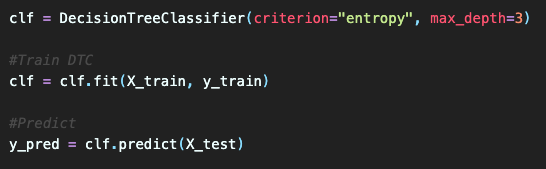 clf = DecisionTreeClassifier(criterion="entropy", max_depth=3)
#Train DTC
clf = clf.fit(X_train, y_train)
#Predict
y_pred = clf.predict(X_test)